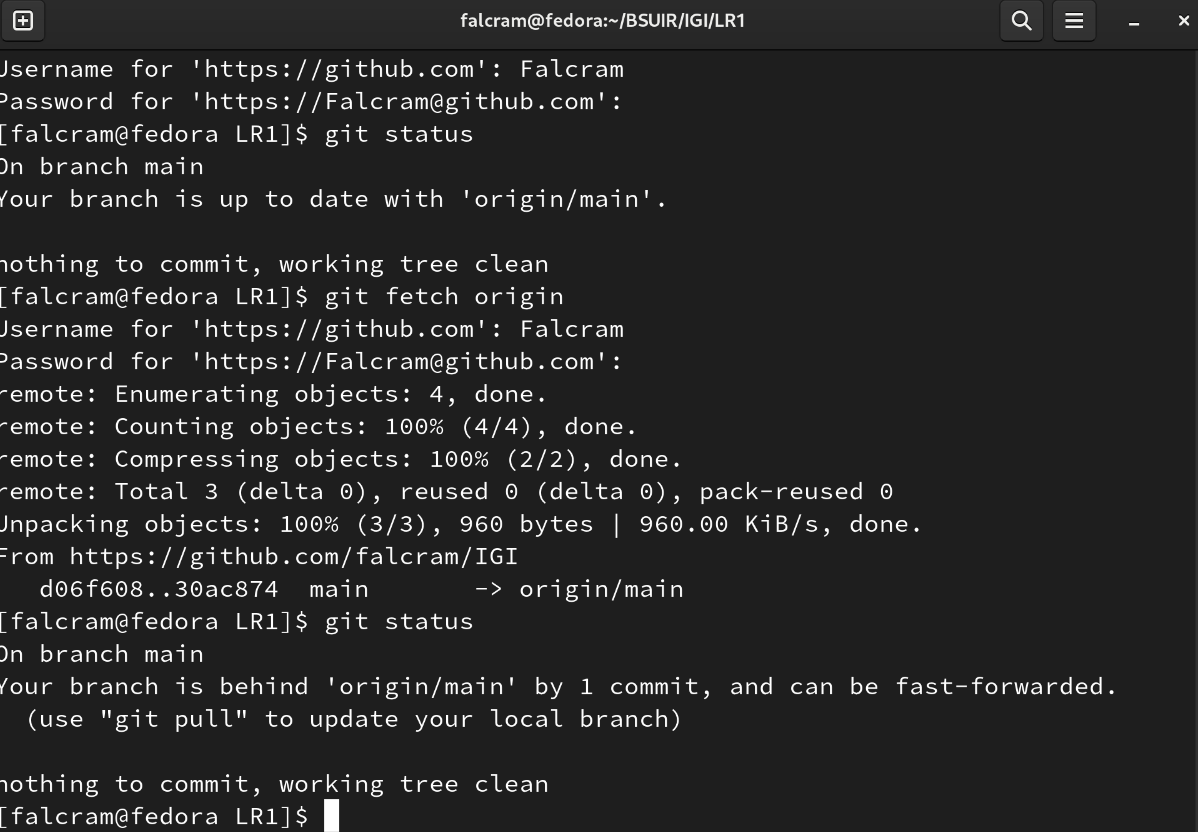 falcram@fedora:~/BSUIR/IGI/LR1
Username for 'https://github.com': Falcram
Password for 'https://Falcram@github.com':
[falcram@fedora LR1]$ git status
On branch main
Your branch is up to date with 'origin/main'.
nothing to commit, working tree clean
[falcram@fedora LR1]$ git fetch origin
Username for 'https://github.com': Falcram
Password for 'https://Falcram@github.com':
remote: Enumerating objects: 4, done.
remote: Counting objects: 100% (4/4), done.
remote: Compressing objects: 100% (2/2), done.
remote: Total 3 (delta 0), reused 0 (delta 0), pack-reused 0
Unpacking objects: 100% (3/3), 960 bytes | 960.00 KiB/s, done.
From https://github.com/falcram/IGI
   d06f608..30ac874  main       -> origin/main
[falcram@fedora LR1]$ git status
On branch main
Your branch is behind 'origin/main' by 1 commit, and can be fast-forwarded.
  (use "git pull" to update your local branch)
nothing to commit, working tree clean
[falcram@fedora LR1]$